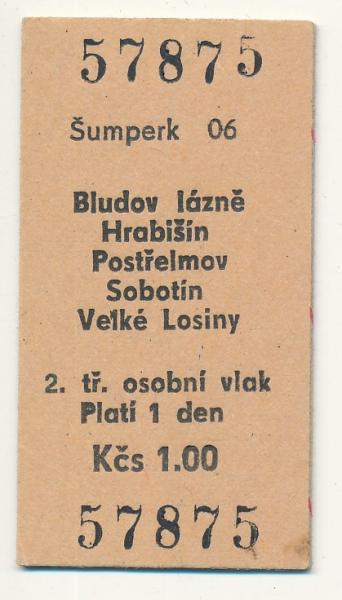 57875
Šumperk 06
Bludov lázně
Hrabišín
Postřelmov
Sobotín
Velké Losiny
2. tř. osobní vlak
Platí 1 den
Kčs 1.00
57875